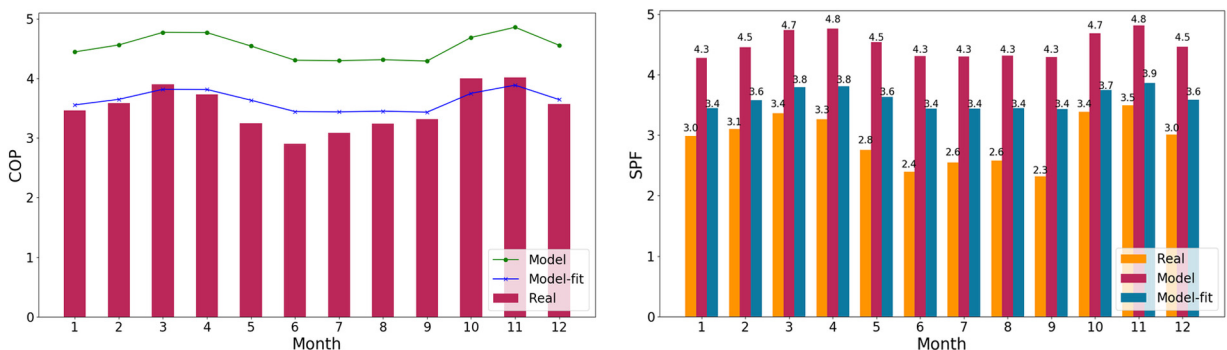 COP
5
4
3
2
1
0
1 2 3 4 5 6 7 8 9 10 11 12
Month
Model
Model-fit
Real
SPF
5
4
3
2
1
0
3.0 4.3 3.4
3.1 4.5 3.6
3.4 4.7 3.8
3.3 4.8 3.8
2.8 4.5 3.6
2.4 4.3 3.4
2.6 4.3 3.4
2.6 4.3 3.4
2.3 4.3 3.4
3.4 4.7 3.7
3.5 4.8 3.9
3.0 4.5 3.6
1 2 3 4 5 6 7 8 9 10 11 12
Month
Real
Model
Model-fit